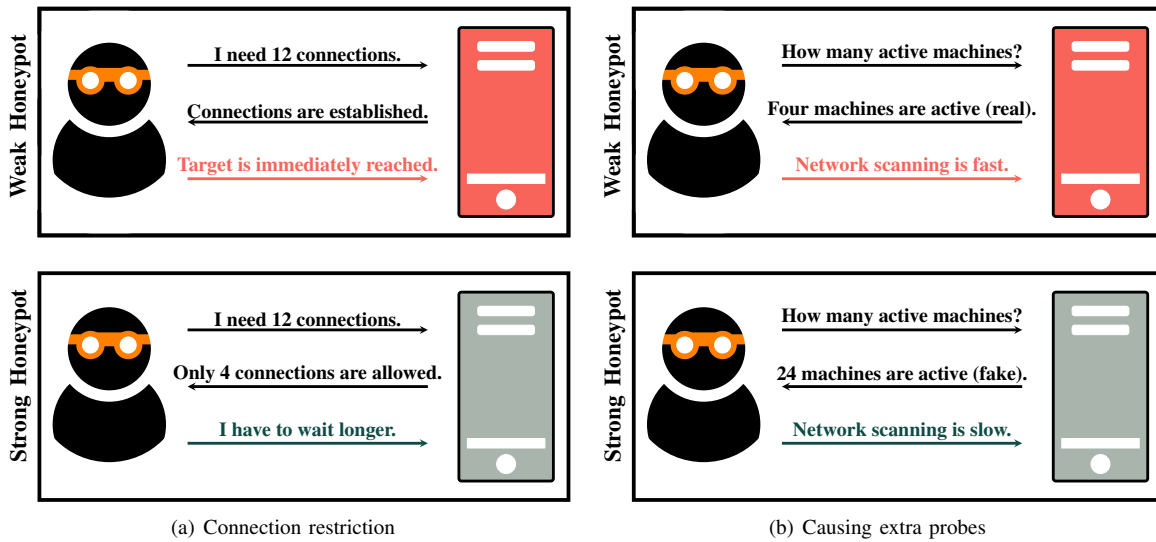 Weak Honeypot
I need 12 connections.
Connections are established.
Target is immediately reached.
Weak Honeypot
How many active machines?
Four machines are active (real).
Network scanning is fast.
Strong Honeypot
I need 12 connections.
Only 4 connections are allowed.
I have to wait longer.
Strong Honeypot
How many active machines?
24 machines are active (fake).
Network scanning is slow.
(a) Connection restriction
(b) Causing extra probes